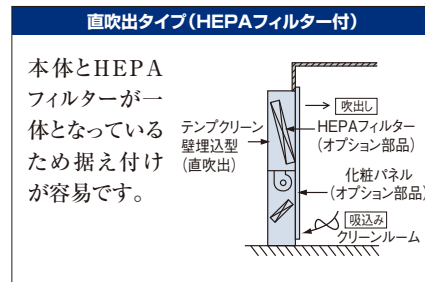 直吹出タイプ(HEPAフィルター付)
本体とHEPA
フィルターが一
体となっている
ため据え付け
が容易です。
テンプクリーン
壁埋込型
(直吹出)
吹出し
HEPAフィルター
(オプション部品)
化粧パネル
(オプション部品)
吸込み
クリーンルーム